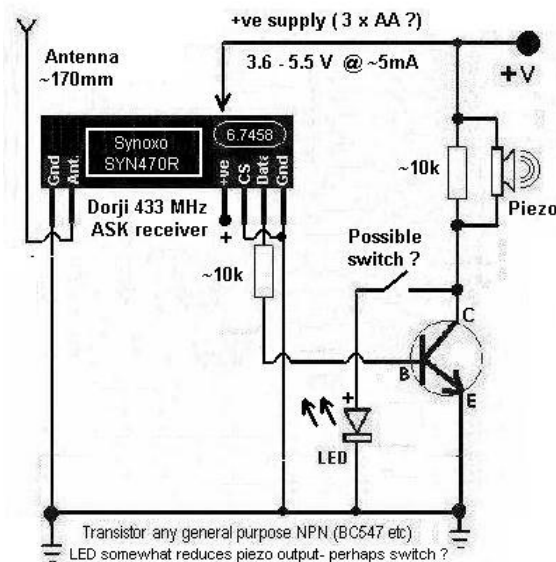 +ve supply ( 3 x AA ? )
Antenna
~170mm
3.6 - 5.5 V @ ~5mA
+V
Synoxo
SYN470R
6.7458
Gnd
Ant.
+ve
CS
Data
Gnd
~10k
Piezo
Dorji 433 MHz
ASK receiver
+
Possible
switch ?
~10k
C
B
E
+
LED
Transistor any general purpose NPN (BC547 etc)
LED somewhat reduces piezo output- perhaps switch ?